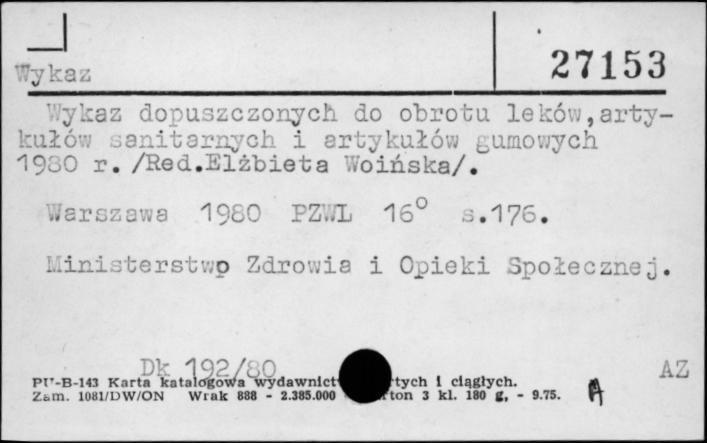 27153
Wykaz
Wykaz dopuszczonych do obrotu leków,arty-
kułów sanitarnych i artykułów gumowych
1980 r. /Red.Elżbieta Woińska/.
Warszawa 1980 PZWL 16° s.176.
Ministerstwo Zdrowia i Opieki Społecznej.
Dk 192/80 AZ
PU-B-143 Karta katalogowa wydawnict tych i ciągłych.
Zam. 1081/DW/ON Wrak 888 - 2.385.000 rton 3 kl. 180 g, - 9.75. A